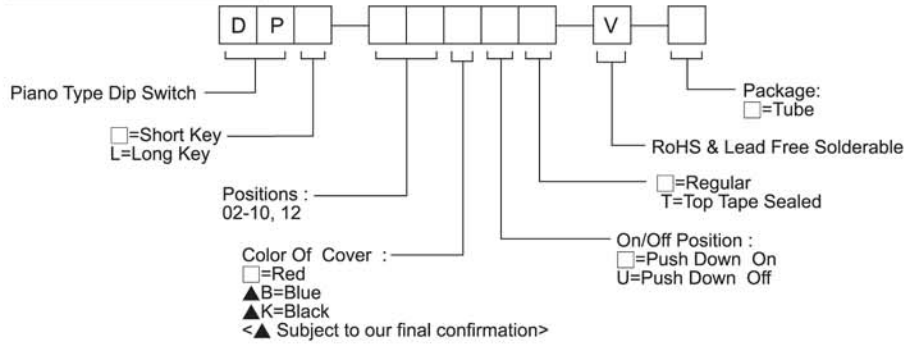 D P V
Piano Type Dip Switch
□=Short Key
L=Long Key
Positions :
02-10, 12
Color Of Cover :
□=Red
▲B=Blue
▲K=Black
<▲ Subject to our final confirmation>
On/Off Position :
□=Push Down On
U=Push Down Off
□=Regular
T=Top Tape Sealed
RoHS & Lead Free Solderable
Package:
□=Tube